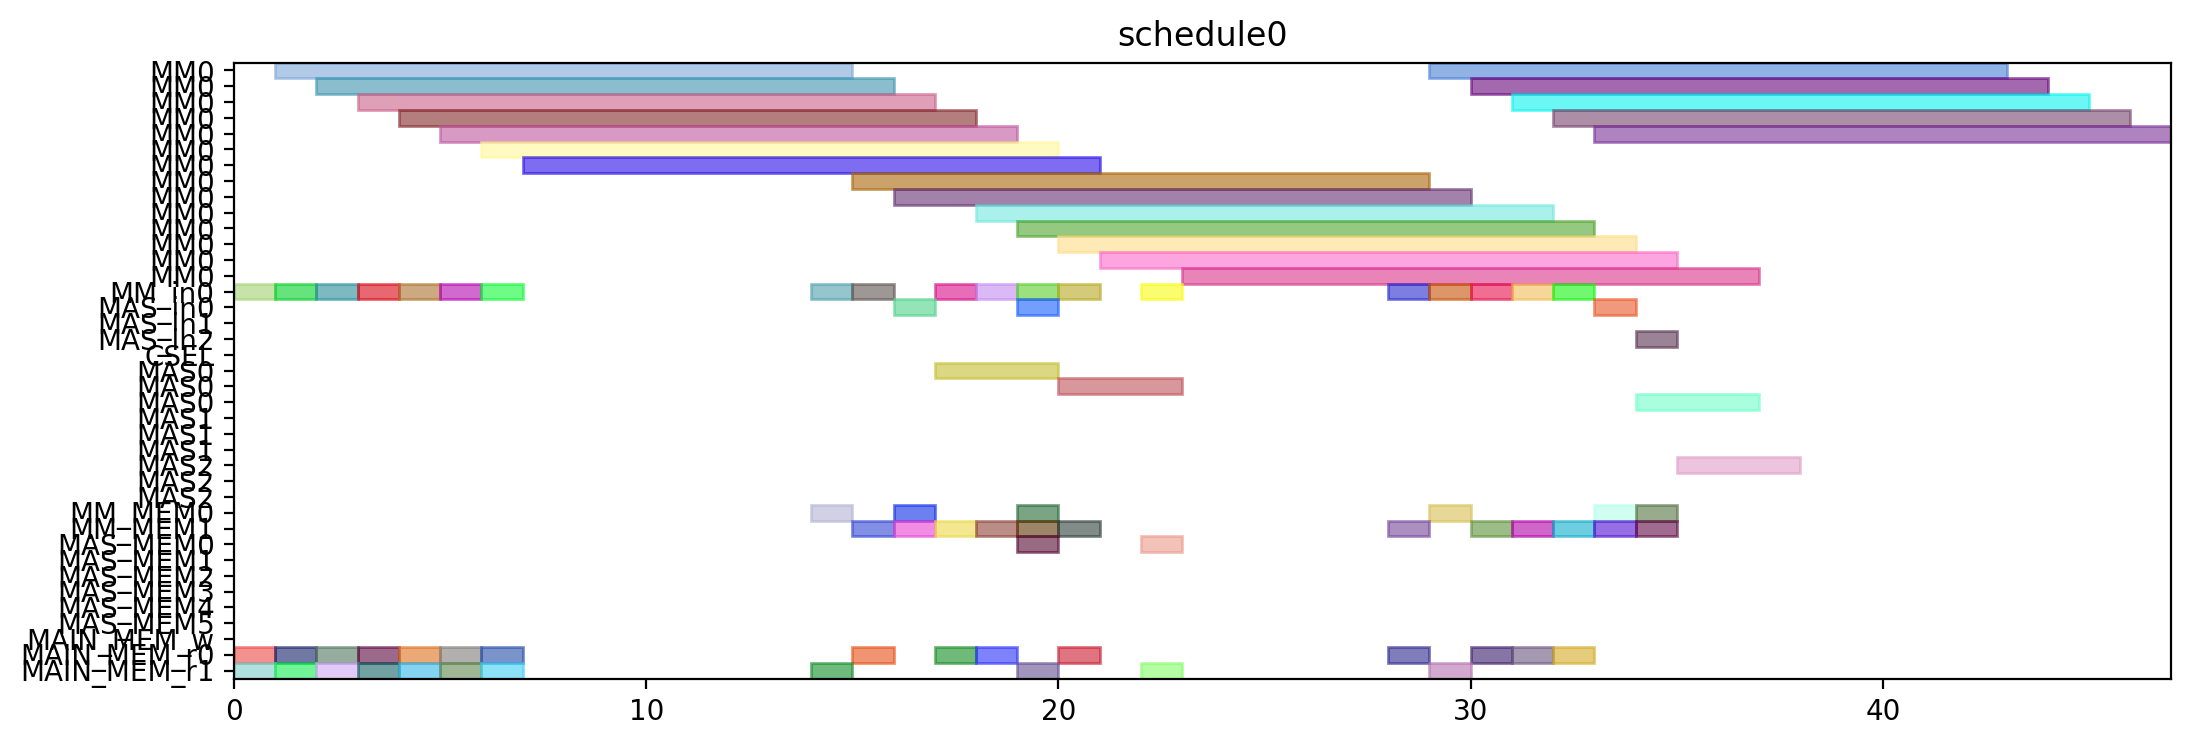 schedule0
MM0
MM0
MM0
MM0
MM0
MM0
MM0
MM0
MM0
MM0
MM0
MM0
MM0
MM0
MM_in0
MAS_in0
MAS_in1
MAS_in2
CSEL
MAS0
MAS0
MAS0
MAS1
MAS1
MAS1
MAS2
MAS2
MAS2
MM_MEM0
MM_MEM1
MAS_MEM0
MAS_MEM1
MAS_MEM2
MAS_MEM3
MAS_MEM4
MAS_MEM5
MAIN_MEM_w
MAIN_MEM_r0
MAIN_MEM_r1
0 10 20 30 40